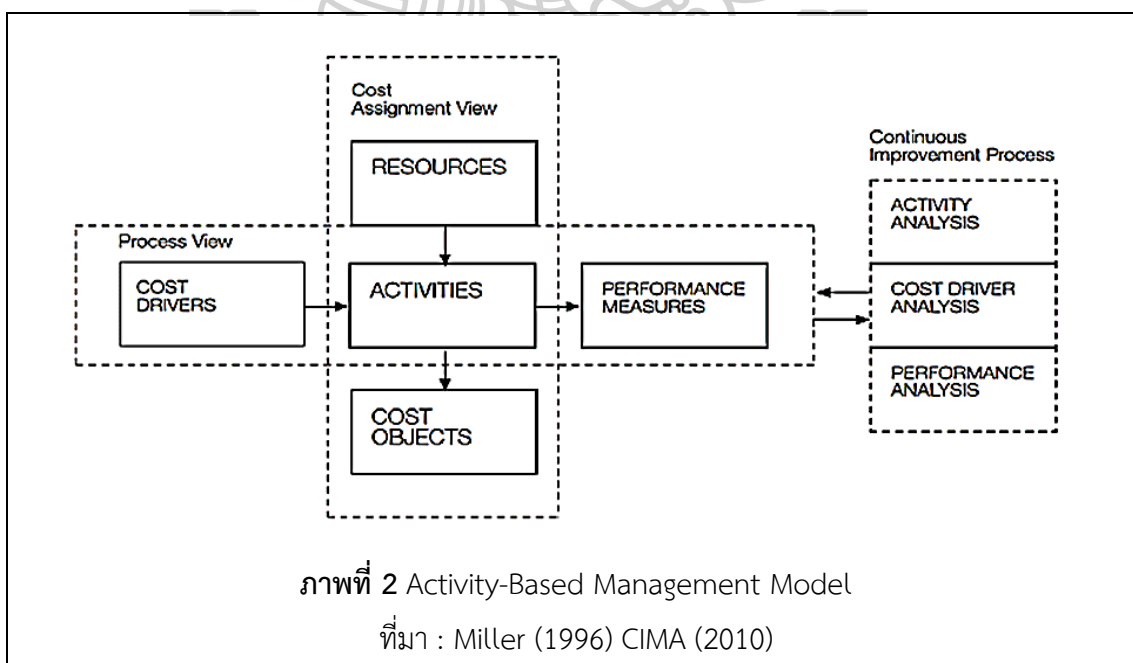 Cost
Assignment View
RESOURCES
Continuous
Improvement Process
ACTIVITY
ANALYSIS
Process View
COST
DRIVERS
ACTIVITIES
PERFORMANCE
MEASURES
COST DRIVER
ANALYSIS
PERFORMANCE
ANALYSIS
COST
OBJECTS
ภาพที่ 2 Activity-Based Management Model
ที่มา : Miller (1996) CIMA (2010)